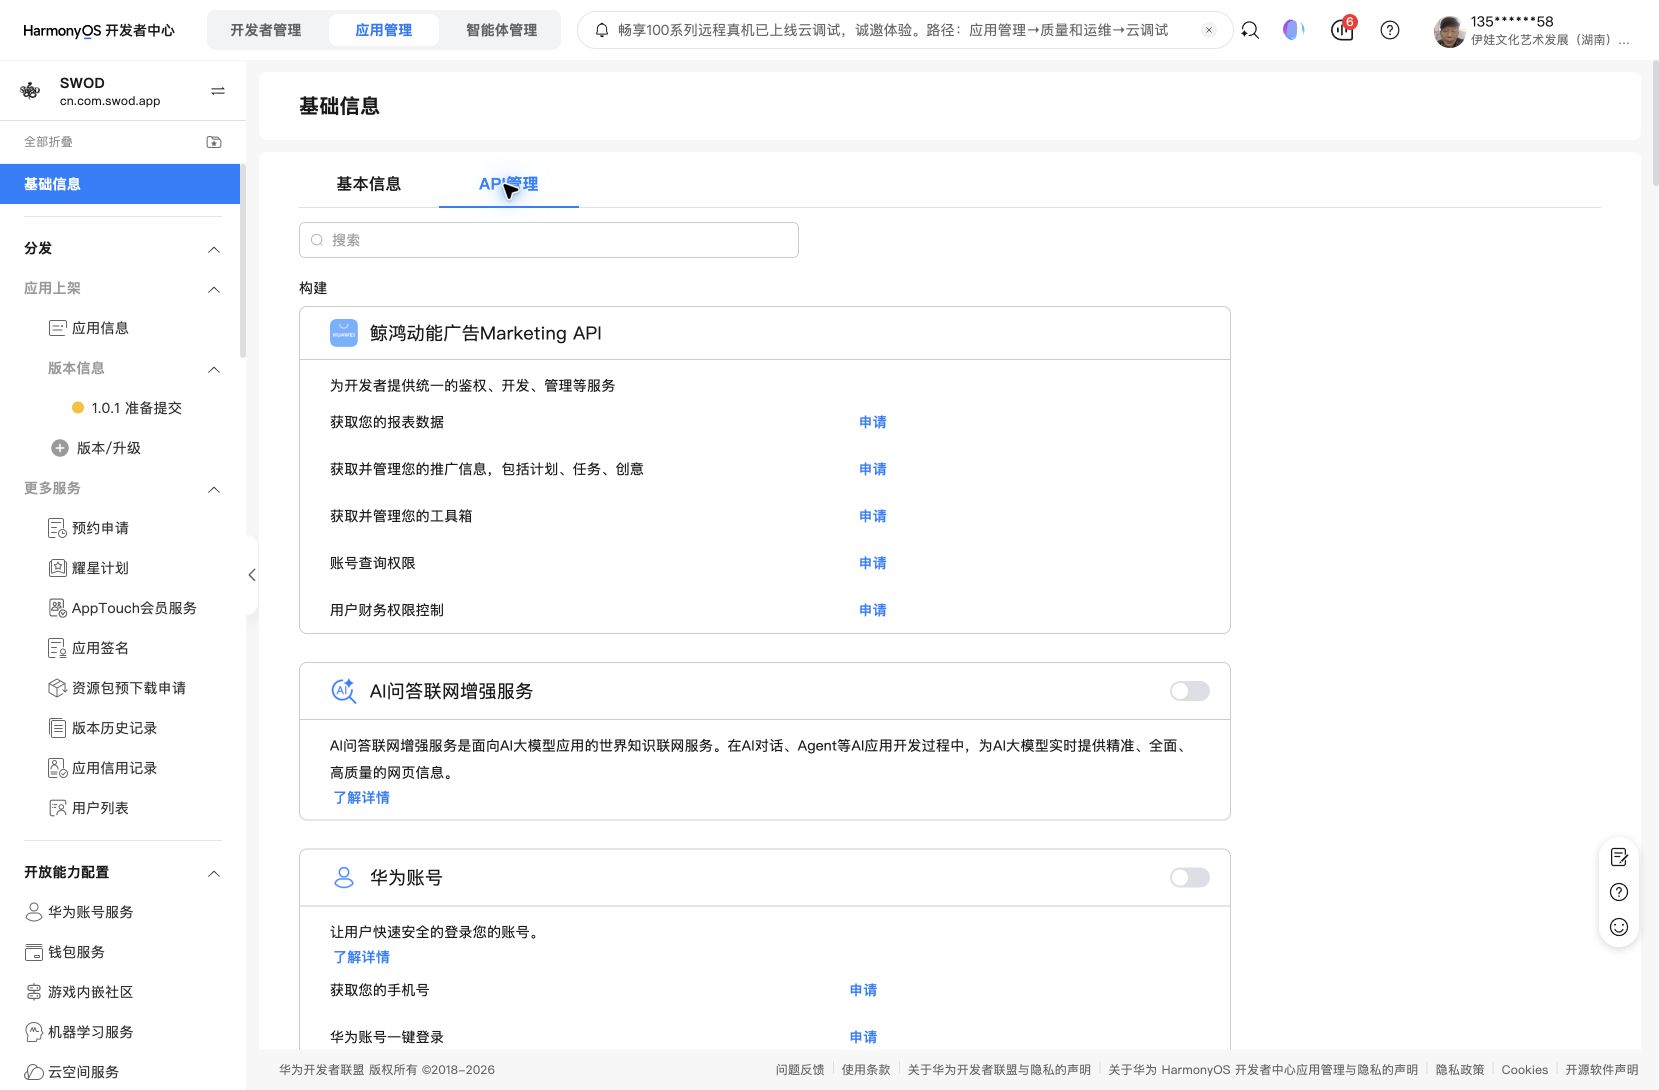 HarmonyOS 开发者中心
开发者管理
应用管理
智能体管理
畅享100系列远程真机已上线云调试，诚邀体验。路径：应用管理→质量和运维→云调试
6
135******58
伊娃文化艺术发展（湖南）...
SWOD
cn.com.swod.app
全部折叠
基础信息
分发
应用上架
应用信息
版本信息
1.0.1 准备提交
版本/升级
更多服务
预约申请
耀星计划
AppTouch会员服务
应用签名
资源包预下载申请
版本历史记录
应用信用记录
用户列表
开放能力配置
华为账号服务
钱包服务
游戏内嵌社区
机器学习服务
云空间服务
基础信息
基本信息
API管理
搜索
构建
鲸鸿动能广告Marketing API
为开发者提供统一的鉴权、开发、管理等服务
获取您的报表数据 申请
获取并管理您的推广信息，包括计划、任务、创意 申请
获取并管理您的工具箱 申请
账号查询权限 申请
用户财务权限控制 申请
AI问答联网增强服务
AI问答联网增强服务是面向AI大模型应用的世界知识联网服务。在AI对话、Agent等AI应用开发过程中，为AI大模型实时提供精准、全面、
高质量的网页信息。
了解详情
华为账号
让用户快速安全的登录您的账号。
了解详情
获取您的手机号 申请
华为账号一键登录 申请
华为开发者联盟 版权所有 ©2018-2026
问题反馈
使用条款
关于华为开发者联盟与隐私的声明
关于华为 HarmonyOS 开发者中心应用管理与隐私的声明
隐私政策
Cookies
开源软件声明